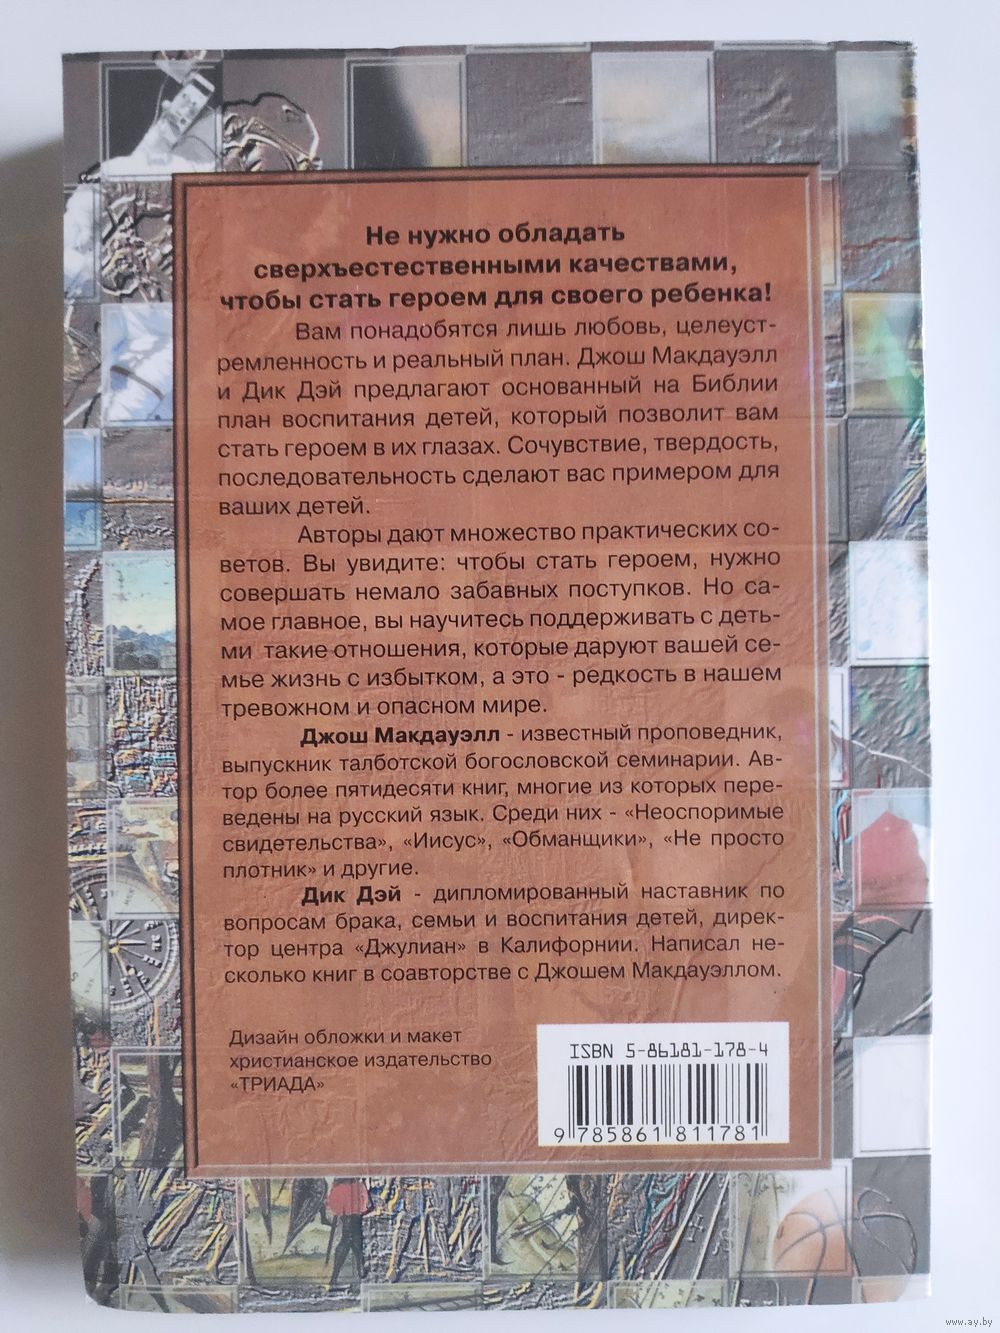 Не нужно обладать
сверхъестественными качествами,
чтобы стать героем для своего ребенка!
Вам понадобятся лишь любовь, целеуст-
ремленность и реальный план. Джош Макдауэлл
и Дик Дэй предлагают основанный на Библии
план воспитания детей, который позволит вам
стать героем в их глазах. Сочувствие, твердость,
последовательность сделают вас примером для
ваших детей.
Авторы дают множество практических со-
ветов. Вы увидите: чтобы стать героем, нужно
совершать немало забавных поступков. Но са-
мое главное, вы научитесь поддерживать с деть-
ми такие отношения, которые даруют вашей се-
мье жизнь с избытком, а это - редкость в нашем
тревожном и опасном мире.
Джош Макдауэлл - известный проповедник,
выпускник талботской богословской семинарии. Ав-
тор более пятидесяти книг, многие из которых пере-
ведены на русский язык. Среди них - «Неоспоримые
свидетельства», «Иисус», «Обманщики», «Не просто
плотник» и другие.
Дик Дэй - дипломированный наставник по
вопросам брака, семьи и воспитания детей, дирек-
тор центра «Джулиан» в Калифорнии. Написал не-
сколько книг в соавторстве с Джошем Макдауэллом.
Дизайн обложки и макет
христианское издательство
«ТРИАДА»
ISBN 5-86181-178-4
9 785861 811781
www.ay.by